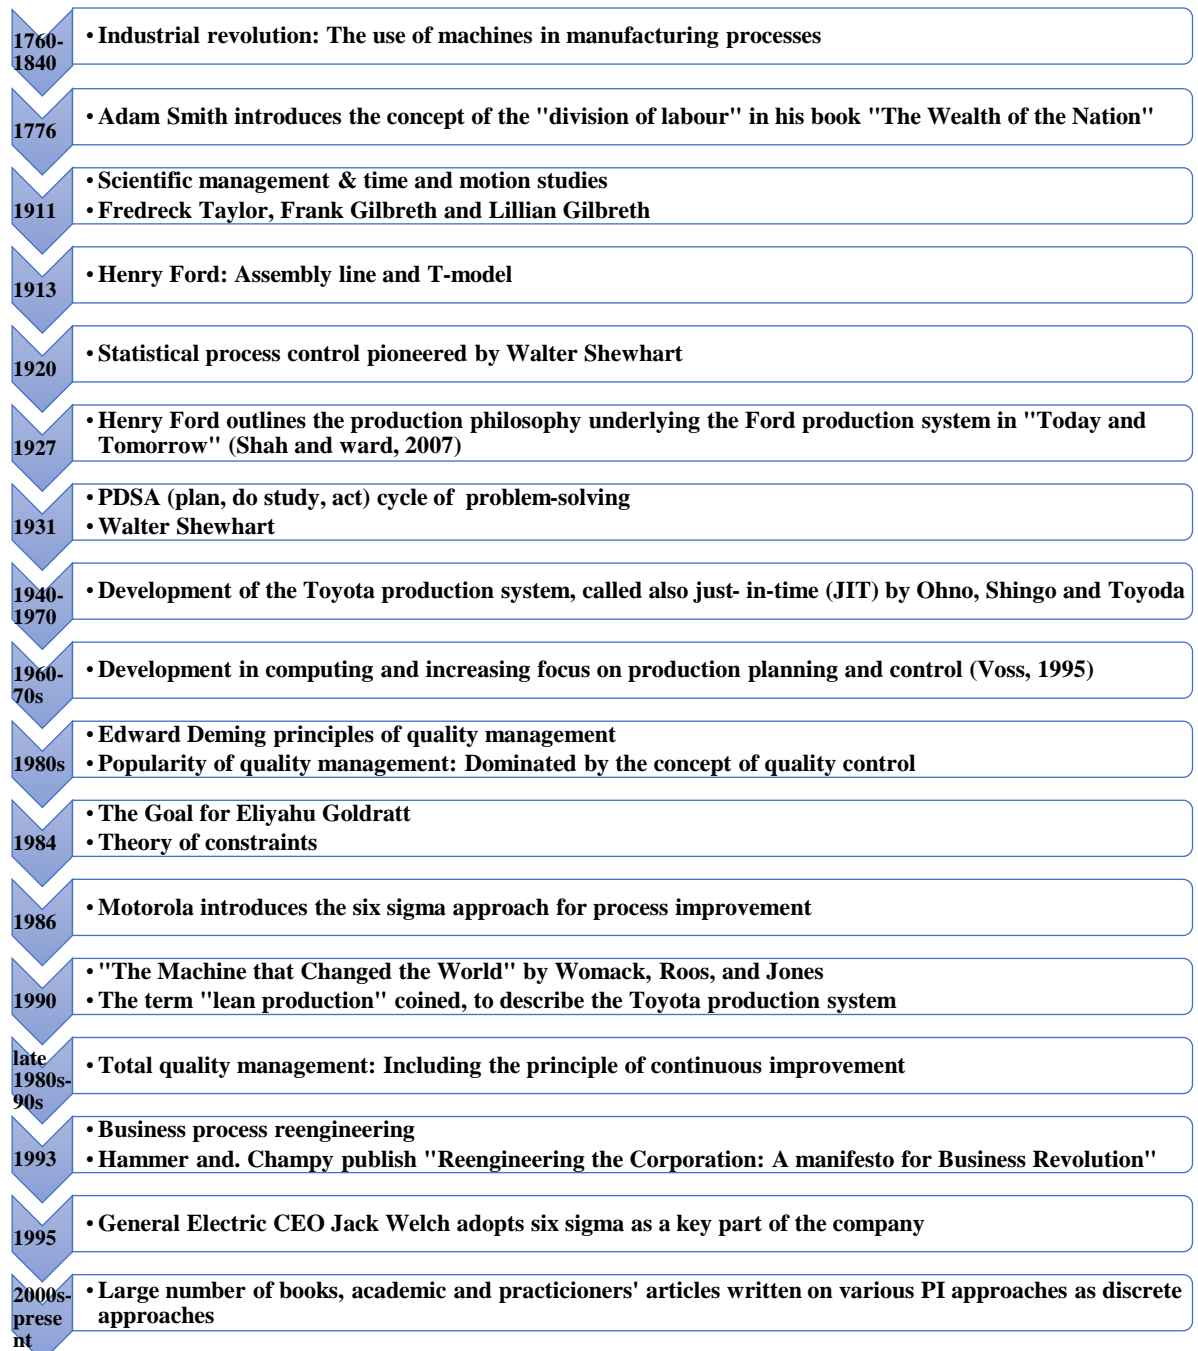 1760-
1840
• Industrial revolution: The use of machines in manufacturing processes
1776
• Adam Smith introduces the concept of the "division of labour" in his book "The Wealth of the Nation"
1911
• Scientific management & time and motion studies
• Fredreck Taylor, Frank Gilbreth and Lillian Gilbreth
1913
• Henry Ford: Assembly line and T-model
1920
• Statistical process control pioneered by Walter Shewhart
1927
• Henry Ford outlines the production philosophy underlying the Ford production system in "Today and
Tomorrow" (Shah and ward, 2007)
1931
• PDSA (plan, do study, act) cycle of  problem-solving
• Walter Shewhart
1940-
1970
• Development of the Toyota production system, called also just- in-time (JIT) by Ohno, Shingo and Toyoda
1960-
70s
• Development in computing and increasing focus on production planning and control (Voss, 1995)
1980s
• Edward Deming principles of quality management
• Popularity of quality management: Dominated by the concept of quality control
1984
• The Goal for Eliyahu Goldratt
• Theory of constraints
1986
• Motorola introduces the six sigma approach for process improvement
1990
• "The Machine that Changed the World" by Womack, Roos, and Jones
• The term "lean production" coined, to describe the Toyota production system
late
1980s-
90s
• Total quality management: Including the principle of continuous improvement
1993
• Business process reengineering
• Hammer and. Champy publish "Reengineering the Corporation: A manifesto for Business Revolution"
1995
• General Electric CEO Jack Welch adopts six sigma as a key part of the company
2000s-
prese
nt
• Large number of books, academic and practicioners' articles written on various PI approaches as discrete
approaches